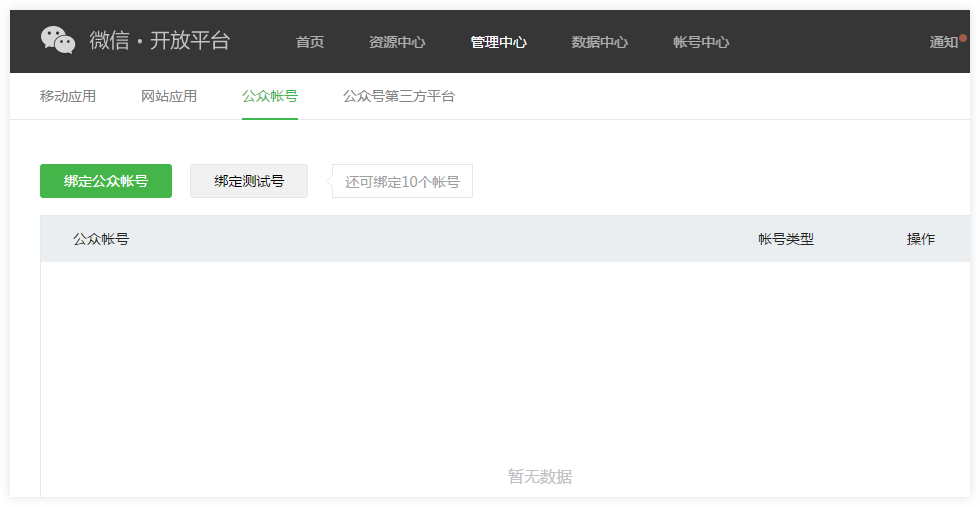 微信·开放平台 首页 资源中心 管理中心 数据中心 帐号中心 通知
移动应用 网站应用 公众帐号 公众号第三方平台
绑定公众帐号 绑定测试号 还可绑定10个帐号
公众帐号 帐号类型 操作
暂无数据